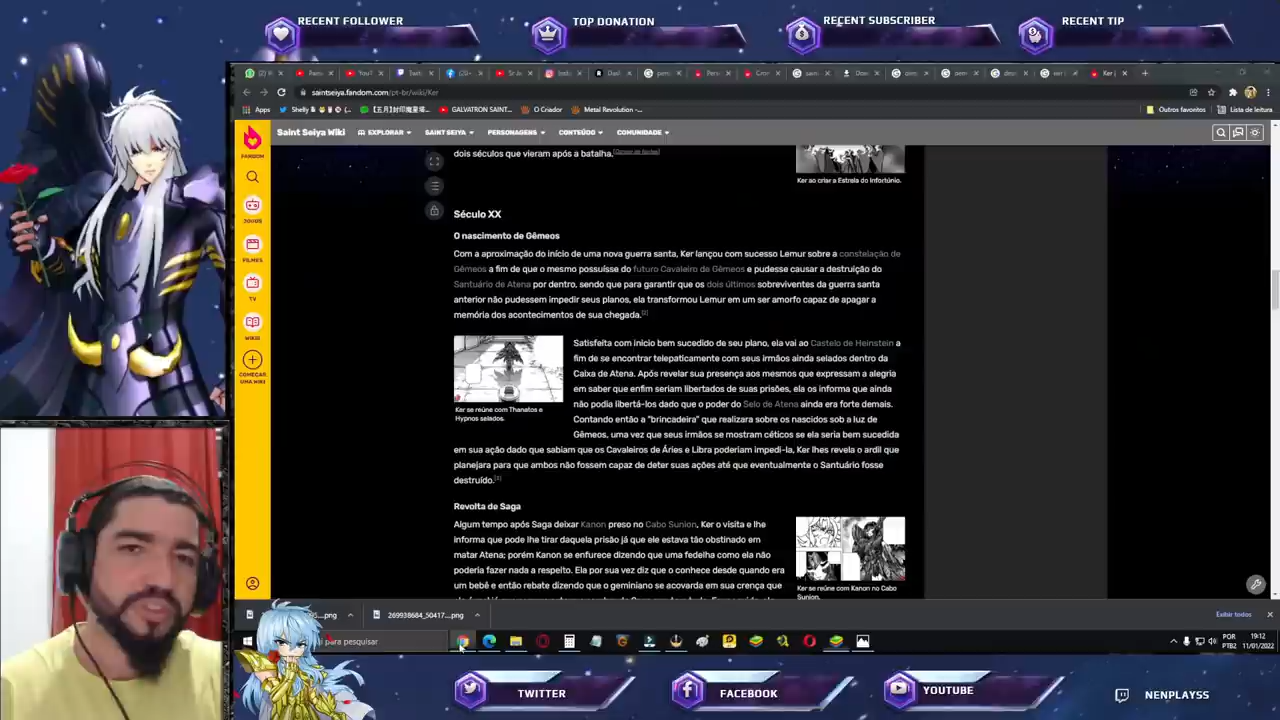 RECENT FOLLOWER
TOP DONATION
RECENT SUBSCRIBER
RECENT TIP
saintseiya.fandom.com/pt-br/wiki/Ker
Apps
GALVATRON SAINT...
O Criador
Metal Revolution -...
Outros favoritos
Lista de leitura
FANDOM
JOGOS
FILMES
TV
WIKIS
COMEÇAR
UMA WIKI
Saint Seiya Wiki
EXPLORAR
SAINT SEIYA
PERSONAGENS
CONTEÚDO
COMUNIDADE
dois séculos que vieram após a batalha.
Ker ao criar a Estrela do Infortúnio.
Século XX
O nascimento de Gêmeos
Com a aproximação do início de uma nova guerra santa, Ker lançou com sucesso Lemur sobre a constelação de
Gêmeos a fim de que o mesmo possuísse do futuro Cavaleiro de Gêmeos e pudesse causar a destruição do
Santuário de Atena por dentro, sendo que para garantir que os dois últimos sobreviventes da guerra santa
anterior não pudessem impedir seus planos, ela transformou Lemur em um ser amorfo capaz de apagar a
memória dos acontecimentos de sua chegada.
Satisfeita com início bem sucedido de seu plano, ela vai ao Castelo de Heinstein a
fim de se encontrar telepaticamente com seus irmãos ainda selados dentro da
Caixa de Atena. Após revelar sua presença aos mesmos que expressam a alegria
em saber que enfim seriam libertados de suas prisões, ela os informa que ainda
não podia libertá-los dado que o poder do Selo de Atena ainda era forte demais.
Contando então a "brincadeira" que realizara sobre os nascidos sob a luz de
Gêmeos, uma vez que seus irmãos se mostram céticos se ela seria bem sucedida
em sua ação dado que sabiam que os Cavaleiros de Áries e Libra poderiam impedi-la, Ker lhes revela o ardil que
planejara para que ambos não fossem capaz de deter suas ações até que eventualmente o Santuário fosse
destruído.
Ker se reúne com Thanatos e
Hypnos selados.
Revolta de Saga
Algum tempo após Saga deixar Kanon preso no Cabo Sunion, Ker o visita e lhe
informa que pode lhe tirar daquela prisão já que ele estava tão obstinado em
matar Atena; porém Kanon se enfurece dizendo que uma fedelha como ela não
poderia fazer nada a respeito. Ela por sua vez diz que o conhece desde quando era
um bebê e então rebate dizendo que o geminiano se acovarda em sua crença que
Ker se reúne com Kanon no Cabo
Sunion.
.png
269938684_50417....png
Exibir todos
para pesquisar
POR
PTB2
19:12
11/01/2022
TWITTER
FACEBOOK
YOUTUBE
NENPLAYSS